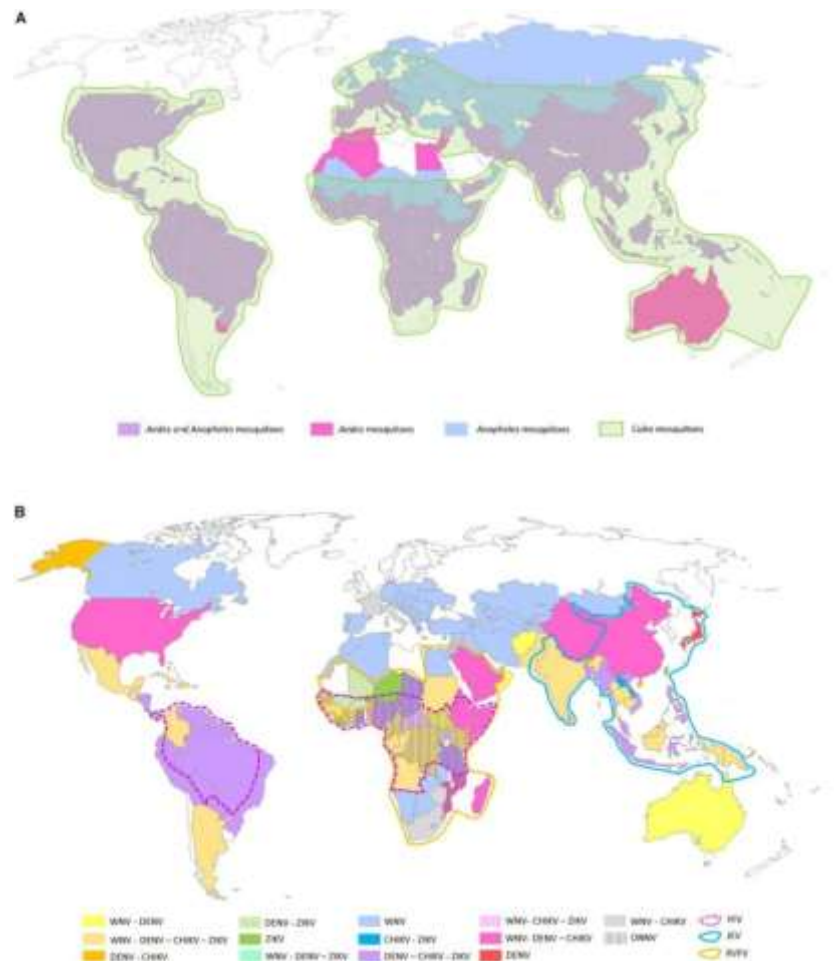 A
Aedes and Anopheles mosquitoes Aedes mosquitoes Anopheles mosquitoes Culex mosquitoes
B
WNV - DENV DENV - ZIKV WNV WNV- CHIKV - ZIKV WNV - CHIKV YFV
WNV - DENV - CHIKV - ZIKV ZIKV CHIKV - ZIKV WNV- DENV - CHIKV ONNV JEV
DENV - CHIKV WNV - DENV - ZIKV DENV - CHIKV - ZIKV DENV RVFV